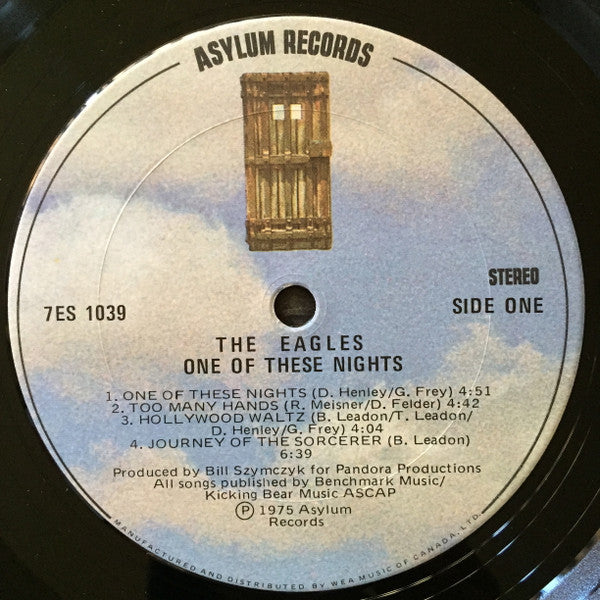 ASYLUM RECORDS
STEREO
7ES 1039
SIDE ONE
THE EAGLES
ONE OF THESE NIGHTS
1. ONE OF THESE NIGHTS (D. Henley/G. Frey) 4:51
2. TOO MANY HANDS (R. Meisner/D. Felder) 4:42
3. HOLLYWOOD WALTZ (B. Leadon/T. Leadon/
D. Henley/G. Frey) 4:04
4. JOURNEY OF THE SORCERER (B. Leadon)
6:39
Produced by Bill Szymczyk for Pandora Productions
All songs published by Benchmark Music/
Kicking Bear Music ASCAP
Ⓟ 1975 Asylum
Records
MANUFACTURED AND DISTRIBUTED BY WEA MUSIC OF CANADA, LTD.